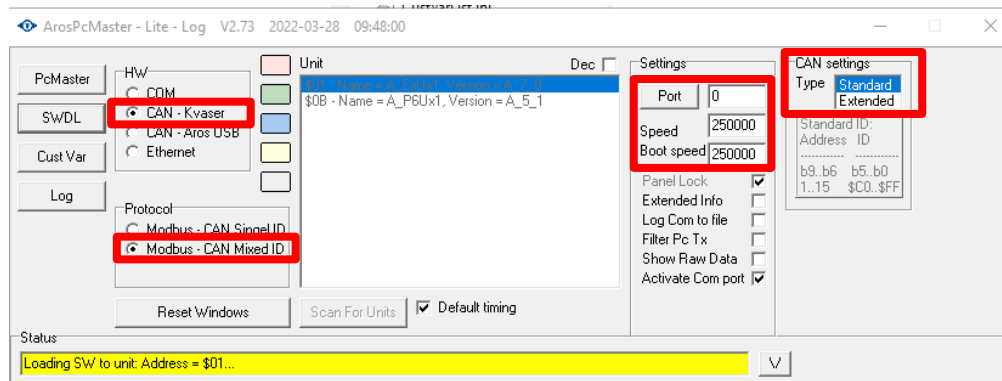 ArosPcMaster - Lite - Log V2.73 2022-03-28 09:48:00
PcMaster
SWDL
Cust Var
Log
HW
COM
CAN - Kvaser
CAN - Aros USB
Ethernet
Protocol
Modbus - CAN Singel ID
Modbus - CAN Mixed ID
Reset Windows
Unit
Dec
$01 - Name = A_CxUx1, Version = A_7_0
$0B - Name = A_P6Ux1, Version = A_5_1
Scan For Units
Default timing
Settings
Port 0
Speed 250000
Boot speed 250000
Panel Lock
Extended Info
Log Com to file
Filter Pc Tx
Show Raw Data
Activate Com port
CAN settings
Type Standard
Extended
Standard ID:
Address ID
b9..b6 b5..b0
1..15 $C0..$FF
Status
Loading SW to unit: Address = $01...
V